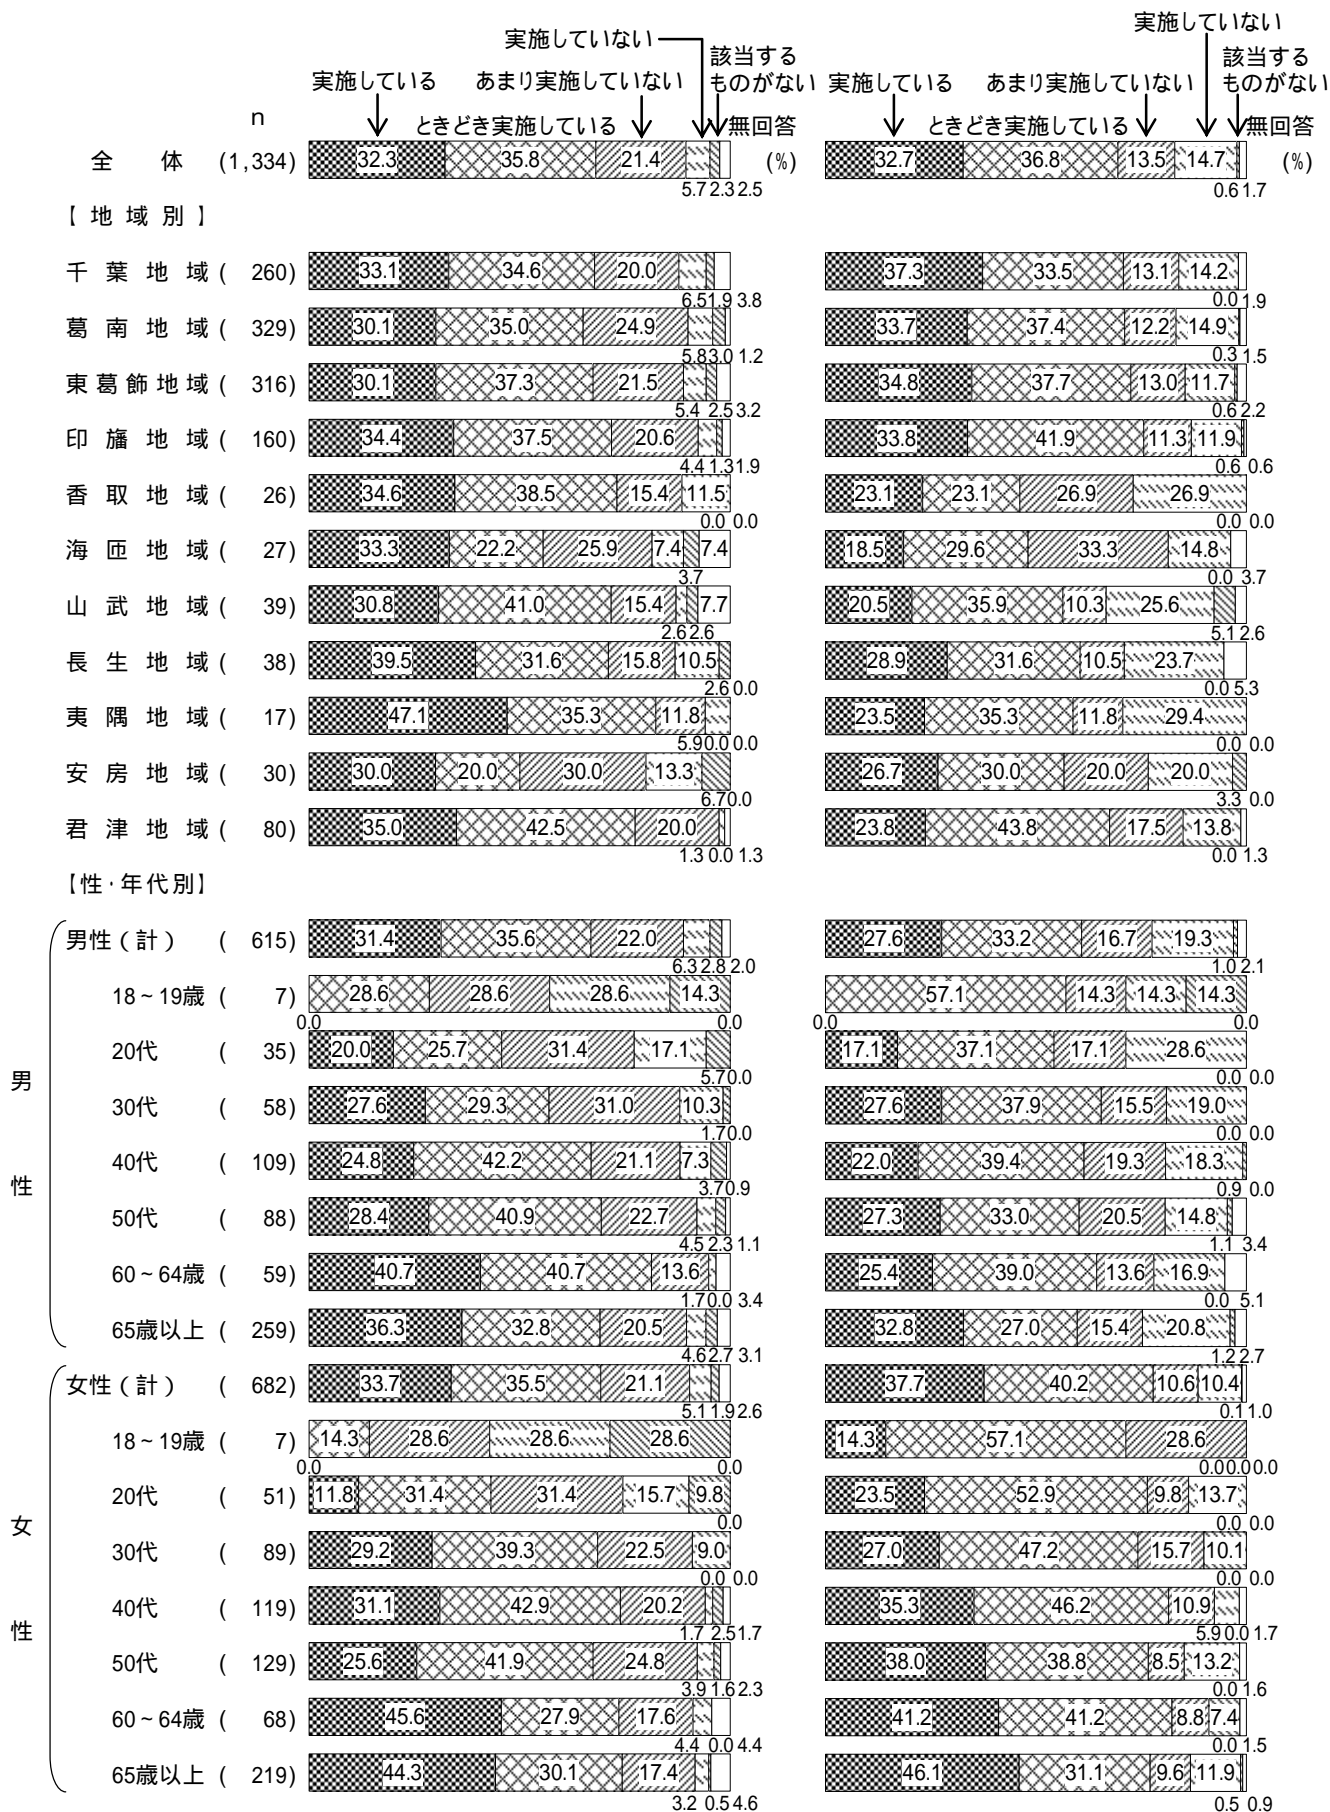 実施していない 実施していない
実施している あまり実施していない 該当するものがない 実施している あまり実施していない 該当するものがない
n ときどき実施している 無回答 ときどき実施している 無回答
全体 (1,334) 32.3 35.8 21.4 (%) 32.7 36.8 13.5 14.7 (%)
5.7 2.3 2.5 0.6 1.7
【地域別】
千葉地域 ( 260) 33.1 34.6 20.0 37.3 33.5 13.1 14.2
6.5 1.9 3.8 0.0 1.9
葛南地域 ( 329) 30.1 35.0 24.9 33.7 37.4 12.2 14.9
5.8 3.0 1.2 0.3 1.5
東葛飾地域 ( 316) 30.1 37.3 21.5 34.8 37.7 13.0 11.7
5.4 2.5 3.2 0.6 2.2
印旛地域 ( 160) 34.4 37.5 20.6 33.8 41.9 11.3 11.9
4.4 1.3 1.9 0.6 0.6
香取地域 ( 26) 34.6 38.5 15.4 11.5 23.1 23.1 26.9 26.9
0.0 0.0 0.0 0.0
海匝地域 ( 27) 33.3 22.2 25.9 7.4 7.4 18.5 29.6 33.3 14.8
3.7 0.0 3.7
山武地域 ( 39) 30.8 41.0 15.4 7.7 20.5 35.9 10.3 25.6
2.6 2.6 5.1 2.6
長生地域 ( 38) 39.5 31.6 15.8 10.5 28.9 31.6 10.5 23.7
2.6 0.0 0.0 5.3
夷隅地域 ( 17) 47.1 35.3 11.8 23.5 35.3 11.8 29.4
5.9 0.0 0.0 0.0 0.0
安房地域 ( 30) 30.0 20.0 30.0 13.3 26.7 30.0 20.0 20.0
6.7 0.0 3.3 0.0
君津地域 ( 80) 35.0 42.5 20.0 23.8 43.8 17.5 13.8
1.3 0.0 1.3 0.0 1.3
【性・年代別】
男性
男性(計) ( 615) 31.4 35.6 22.0 27.6 33.2 16.7 19.3
6.3 2.8 2.0 1.0 2.1
18~19歳 ( 7) 28.6 28.6 28.6 14.3 57.1 14.3 14.3 14.3
0.0 0.0 0.0 0.0
20代 ( 35) 20.0 25.7 31.4 17.1 17.1 37.1 17.1 28.6
5.7 0.0 0.0 0.0
30代 ( 58) 27.6 29.3 31.0 10.3 27.6 37.9 15.5 19.0
1.7 0.0 0.0 0.0
40代 ( 109) 24.8 42.2 21.1 7.3 22.0 39.4 19.3 18.3
3.7 0.9 0.9 0.0
50代 ( 88) 28.4 40.9 22.7 27.3 33.0 20.5 14.8
4.5 2.3 1.1 1.1 3.4
60~64歳 ( 59) 40.7 40.7 13.6 25.4 39.0 13.6 16.9
1.7 0.0 3.4 0.0 5.1
65歳以上 ( 259) 36.3 32.8 20.5 32.8 27.0 15.4 20.8
4.6 2.7 3.1 1.2 2.7
女性
女性(計) ( 682) 33.7 35.5 21.1 37.7 40.2 10.6 10.4
5.1 1.9 2.6 0.1 1.0
18~19歳 ( 7) 14.3 28.6 28.6 28.6 14.3 57.1 28.6
0.0 0.0 0.0 0.0 0.0
20代 ( 51) 11.8 31.4 31.4 15.7 9.8 23.5 52.9 9.8 13.7
0.0 0.0 0.0
30代 ( 89) 29.2 39.3 22.5 9.0 27.0 47.2 15.7 10.1
0.0 0.0 0.0 0.0
40代 ( 119) 31.1 42.9 20.2 35.3 46.2 10.9
1.7 2.5 1.7 5.9 0.0 1.7
50代 ( 129) 25.6 41.9 24.8 38.0 38.8 8.5 13.2
3.9 1.6 2.3 0.0 1.6
60~64歳 ( 68) 45.6 27.9 17.6 41.2 41.2 8.8 7.4
4.4 0.0 4.4 0.0 1.5
65歳以上 ( 219) 44.3 30.1 17.4 46.1 31.1 9.6 11.9
3.2 0.5 4.6 0.5 0.9